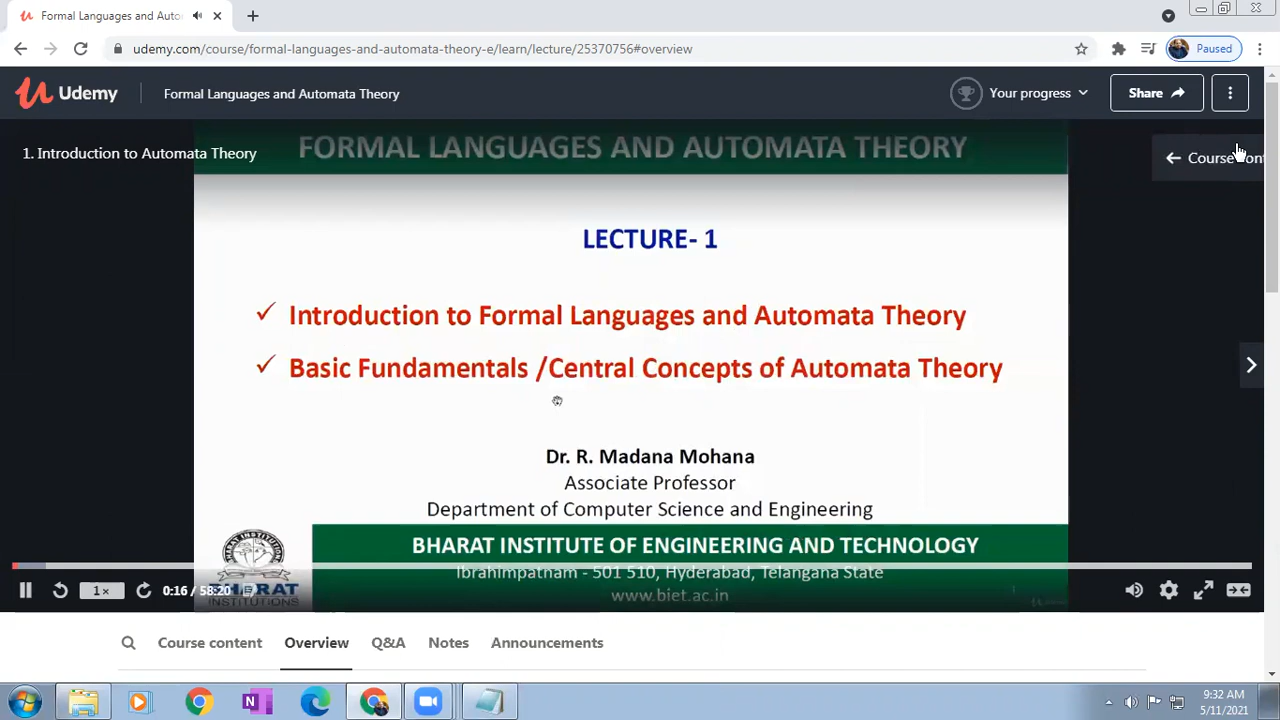 Formal Languages and Auto
udemy.com/course/formal-languages-and-automata-theory-e/learn/lecture/25370756#overview
Paused
Udemy
Formal Languages and Automata Theory
Your progress
Share
1. Introduction to Automata Theory
FORMAL LANGUAGES AND AUTOMATA THEORY
Course
LECTURE- 1
✓ Introduction to Formal Languages and Automata Theory
✓ Basic Fundamentals /Central Concepts of Automata Theory
Dr. R. Madana Mohana
Associate Professor
Department of Computer Science and Engineering
BHARAT INSTITUTE OF ENGINEERING AND TECHNOLOGY
Ibrahimpatnam - 501 510, Hyderabad, Telangana State
www.biet.ac.in
BHARAT
INSTITUTIONS
1×
0:16 / 58:20
Course content
Overview
Q&A
Notes
Announcements
9:32 AM
5/11/2021